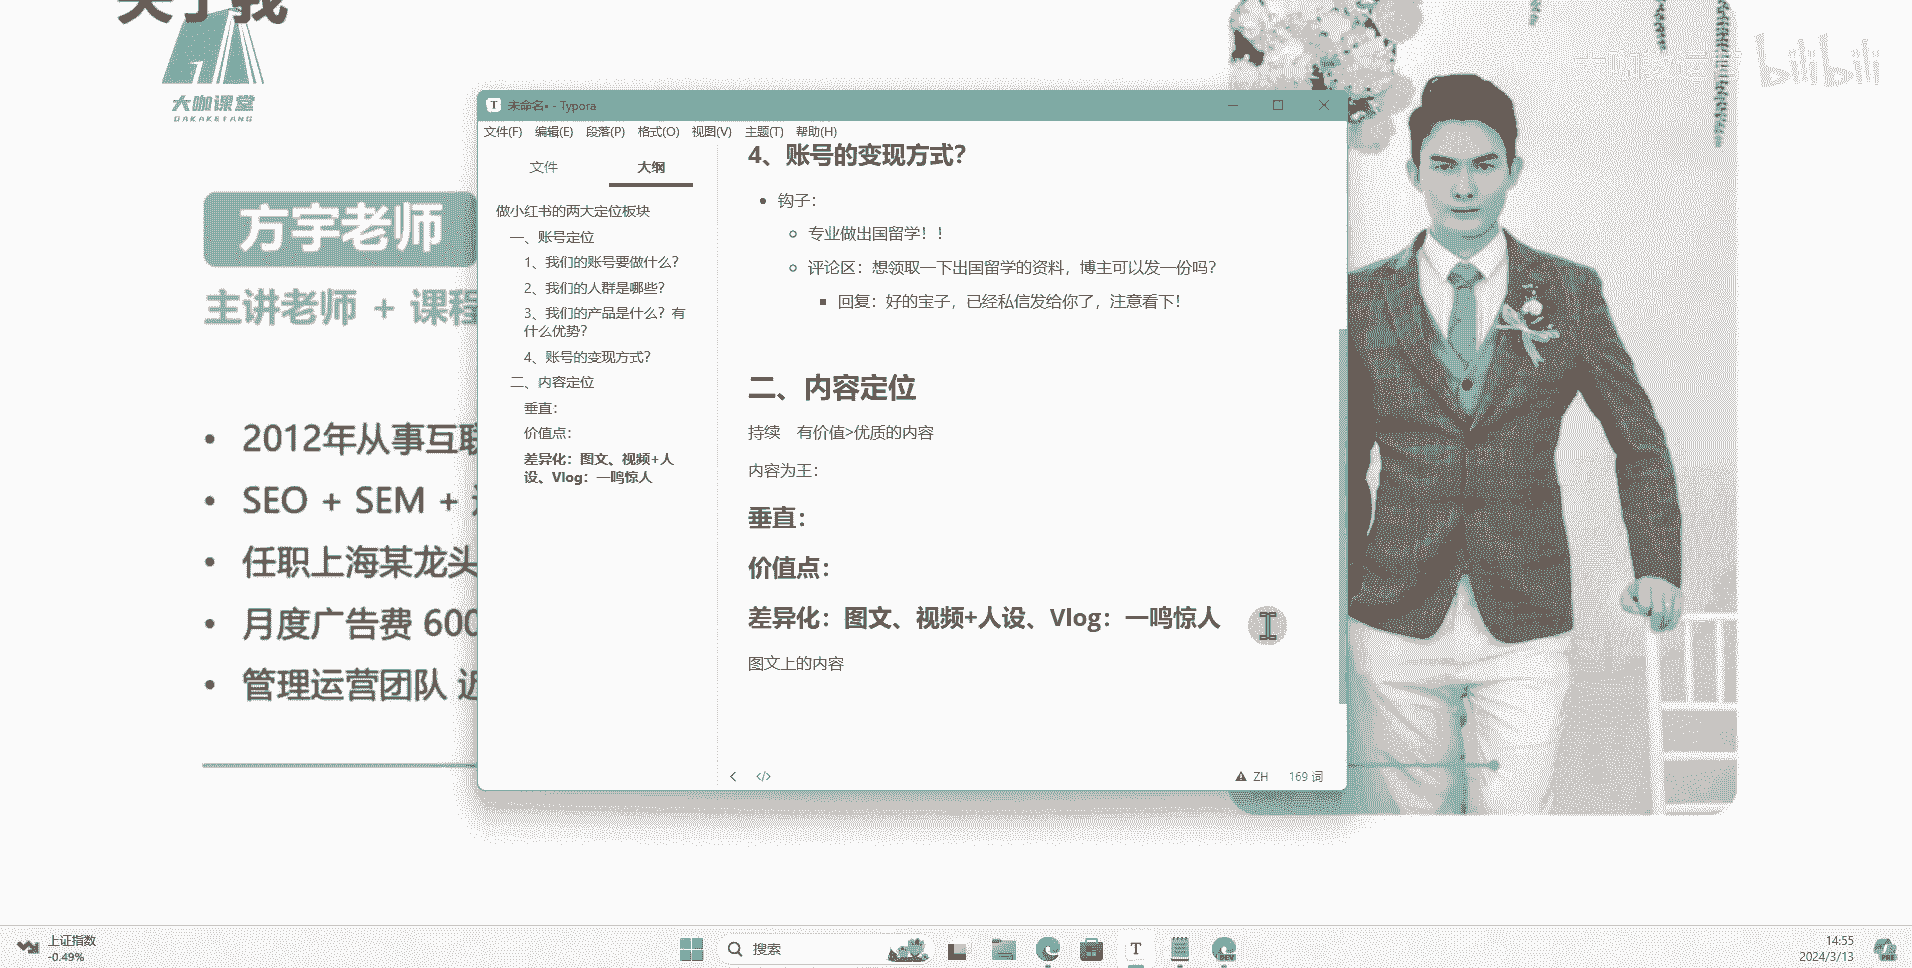 关于我
大咖课堂
DAKAKETANG
bilibili
方宇老师
主讲老师 + 课程
2012年从事互联
SEO + SEM +
任职上海某龙头
月度广告费 600
管理运营团队 近
未命名• - Typora
文件(F) 编辑(E) 段落(P) 格式(O) 视图(V) 主题(T) 帮助(H)
文件 大纲
做小红书的两大定位板块
一、账号定位
1、我们的账号要做什么？
2、我们的人群是哪些？
3、我们的产品是什么？有
什么优势？
4、账号的变现方式？
二、内容定位
垂直：
价值点：
差异化：图文、视频+人
设、Vlog：一鸣惊人
4、账号的变现方式？
钩子：
专业做出国留学！！
评论区：想领取一下出国留学的资料，博主可以发一份吗？
回复：好的宝子，已经私信发给你了，注意看下！
二、内容定位
持续 有价值>优质的内容
内容为王：
垂直：
价值点：
差异化：图文、视频+人设、Vlog：一鸣惊人
图文上的内容
ZH 169 词
上证指数
-0.49%
搜索
14:55
2024/3/13